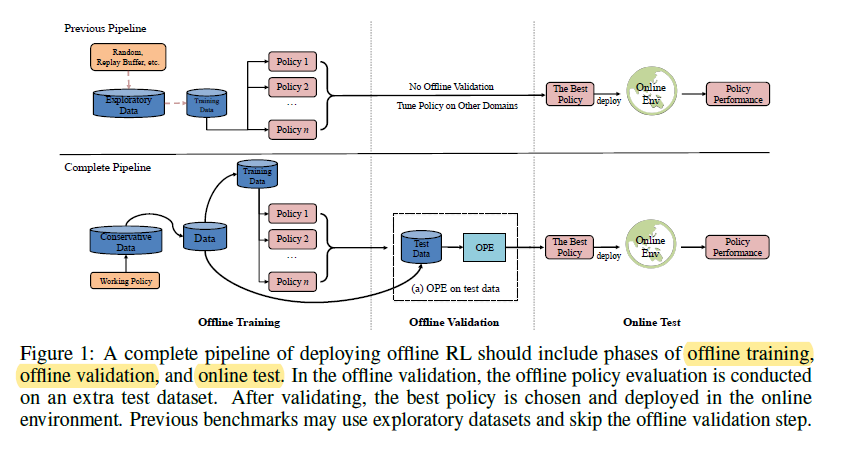 Previous Pipeline
Random,
Replay Buffer, etc.
Exploratory
Data
Training
Data
Policy 1
Policy 2
...
Policy n
No Offline Validation
Tune Policy on Other Domains
The Best
Policy
deploy
Online
Env
Policy
Performance
Complete Pipeline
Training
Data
Conservative
Data
Working Policy
Data
Policy 1
Policy 2
...
Policy n
Test
Data
OPE
(a) OPE on test data
The Best
Policy
deploy
Online
Env
Policy
Performance
Offline Training
Offline Validation
Online Test
Figure 1: A complete pipeline of deploying offline RL should include phases of offline training,
offline validation, and online test. In the offline validation, the offline policy evaluation is conducted
on an extra test dataset. After validating, the best policy is chosen and deployed in the online
environment. Previous benchmarks may use exploratory datasets and skip the offline validation step.